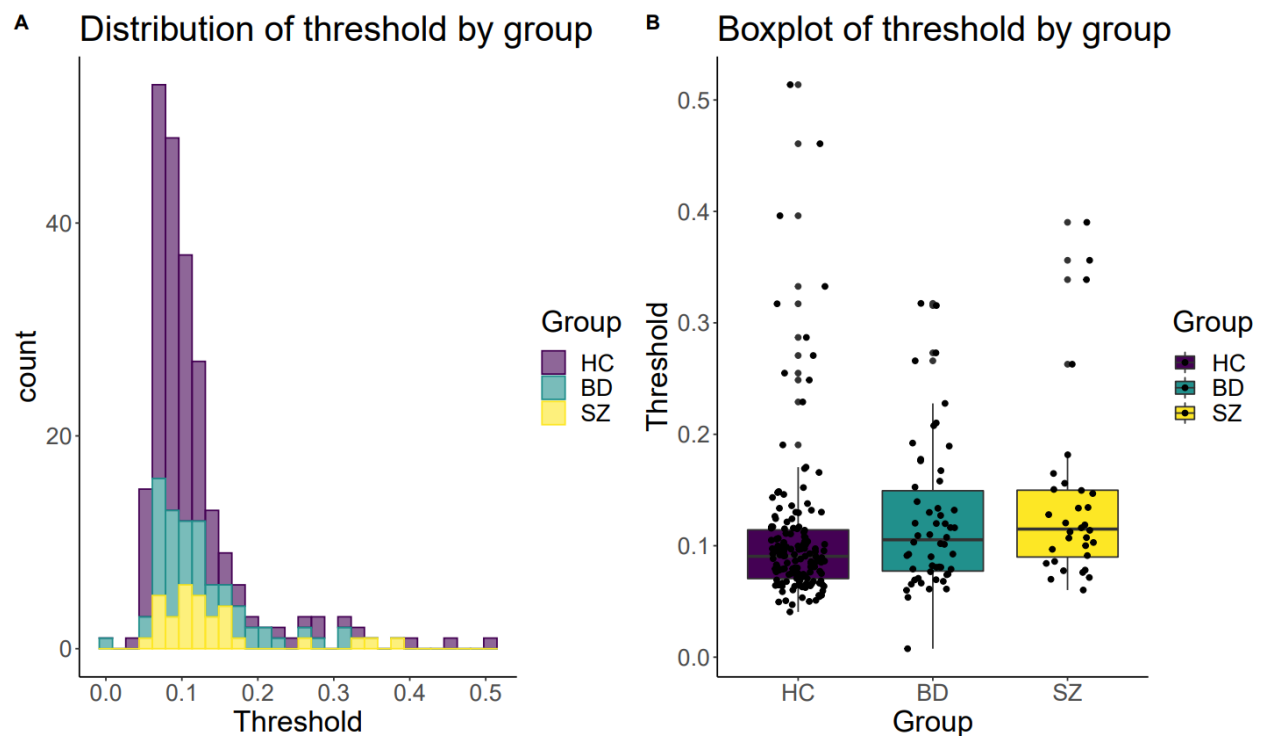 A
Distribution of threshold by group
count
40
20
0
0.0
0.1
0.2
0.3
0.4
0.5
Threshold
Group
HC
BD
SZ
B
Boxplot of threshold by group
Threshold
0.5
0.4
0.3
0.2
0.1
0.0
HC
BD
SZ
Group
Group
HC
BD
SZ